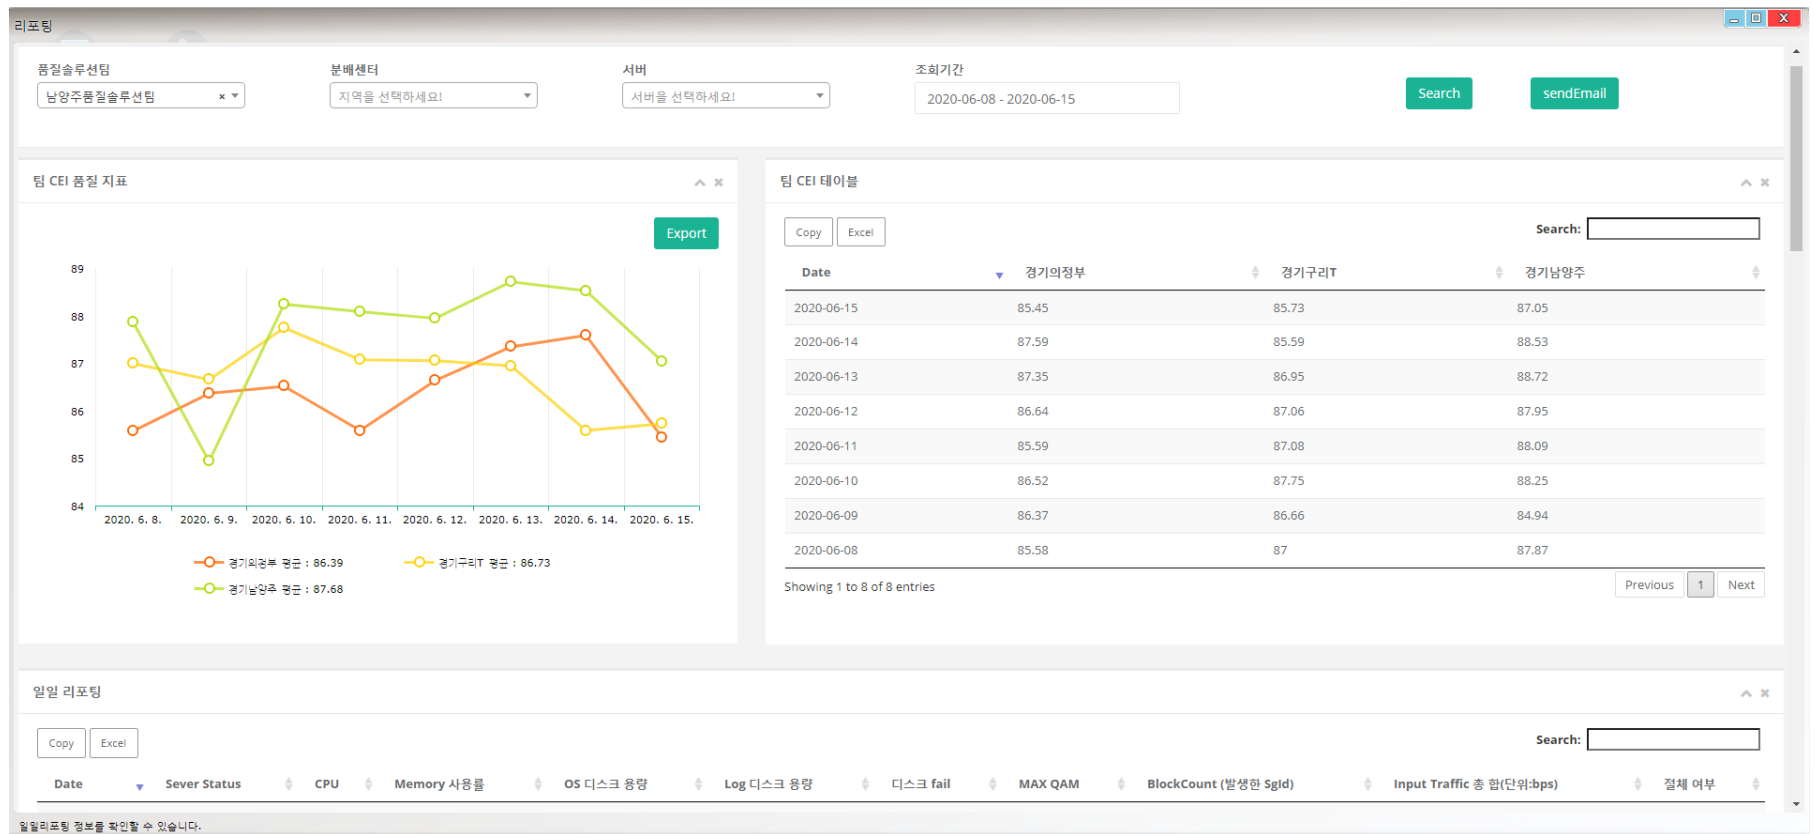 리포팅
품질솔루션팀 분배센터 서버 조회기간
남양주품질솔루션팀 × 지역을 선택하세요! 서버을 선택하세요! 2020-06-08 - 2020-06-15 Search sendEmail
팀 CEI 품질 지표
Export
89
88
87
86
85
84
2020. 6. 8. 2020. 6. 9. 2020. 6. 10. 2020. 6. 11. 2020. 6. 12. 2020. 6. 13. 2020. 6. 14. 2020. 6. 15.
경기의정부 평균 : 86.39 경기구리T 평균 : 86.73
경기남양주 평균 : 87.68
팀 CEI 테이블
Copy Excel Search:
Date 경기의정부 경기구리T 경기남양주
2020-06-15 85.45 85.73 87.05
2020-06-14 87.59 85.59 88.53
2020-06-13 87.35 86.95 88.72
2020-06-12 86.64 87.06 87.95
2020-06-11 85.59 87.08 88.09
2020-06-10 86.52 87.75 88.25
2020-06-09 86.37 86.66 84.94
2020-06-08 85.58 87 87.87
Showing 1 to 8 of 8 entries Previous 1 Next
일일 리포팅
Copy Excel Search:
Date Sever Status CPU Memory 사용률 OS 디스크 용량 Log 디스크 용량 디스크 fail MAX QAM BlockCount (발생한 SgId) Input Traffic 총 합(단위:bps) 절체 여부
일일리포팅 정보를 확인할 수 있습니다.